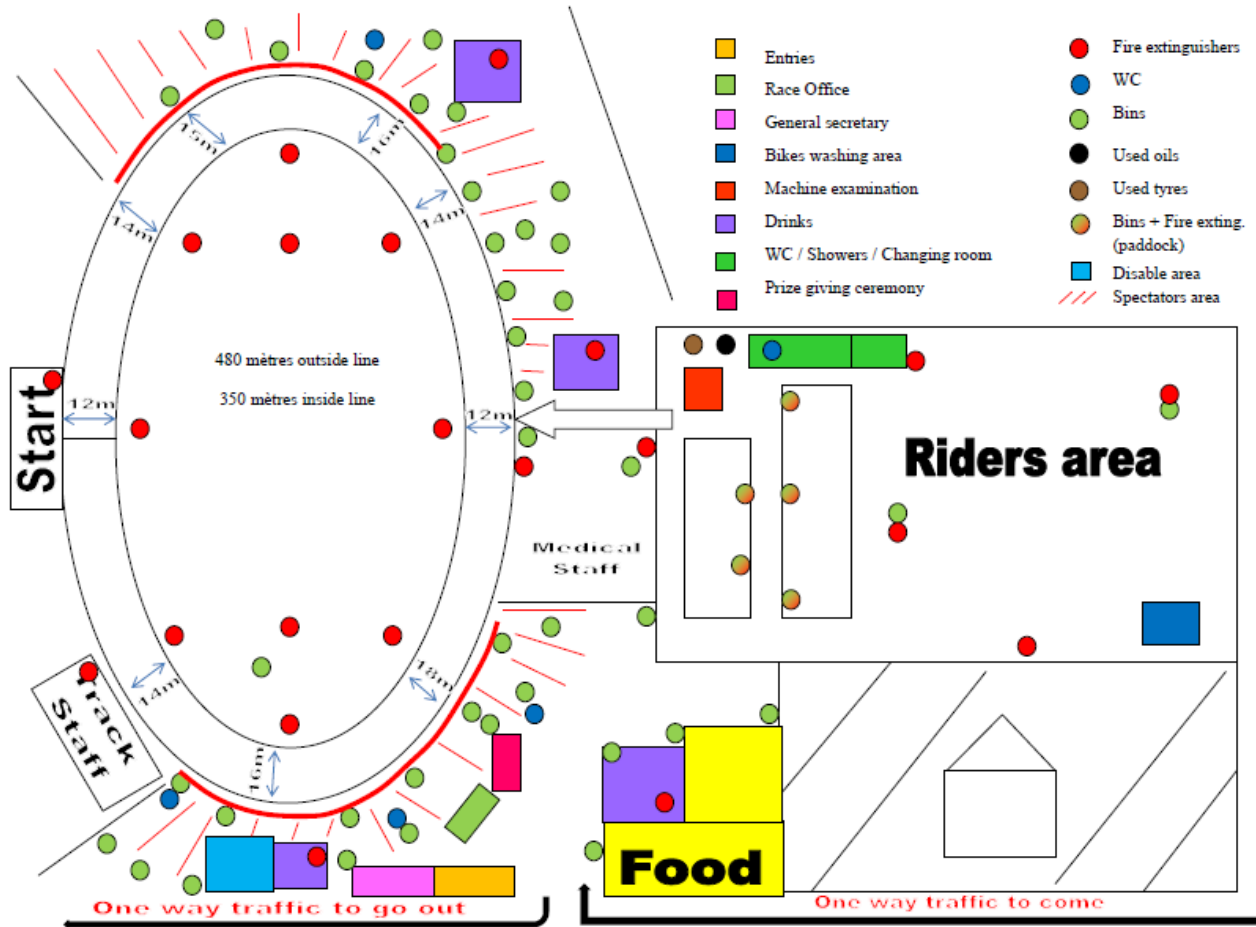 Entries
Race Office
General secretary
Bikes washing area
Machine examination
Drinks
WC / Showers / Changing room
Prize giving ceremony
Fire extinguishers
WC
Bins
Used oils
Used tyres
Bins + Fire exting.
(paddock)
Disable area
Spectators area
15m
16m
14m
14m
480 mètres outside line
350 mètres inside line
Start
12m
12m
Riders area
Medical
Staff
Track
Staff
14m
18m
16m
Food
One way traffic to go out
One way traffic to come